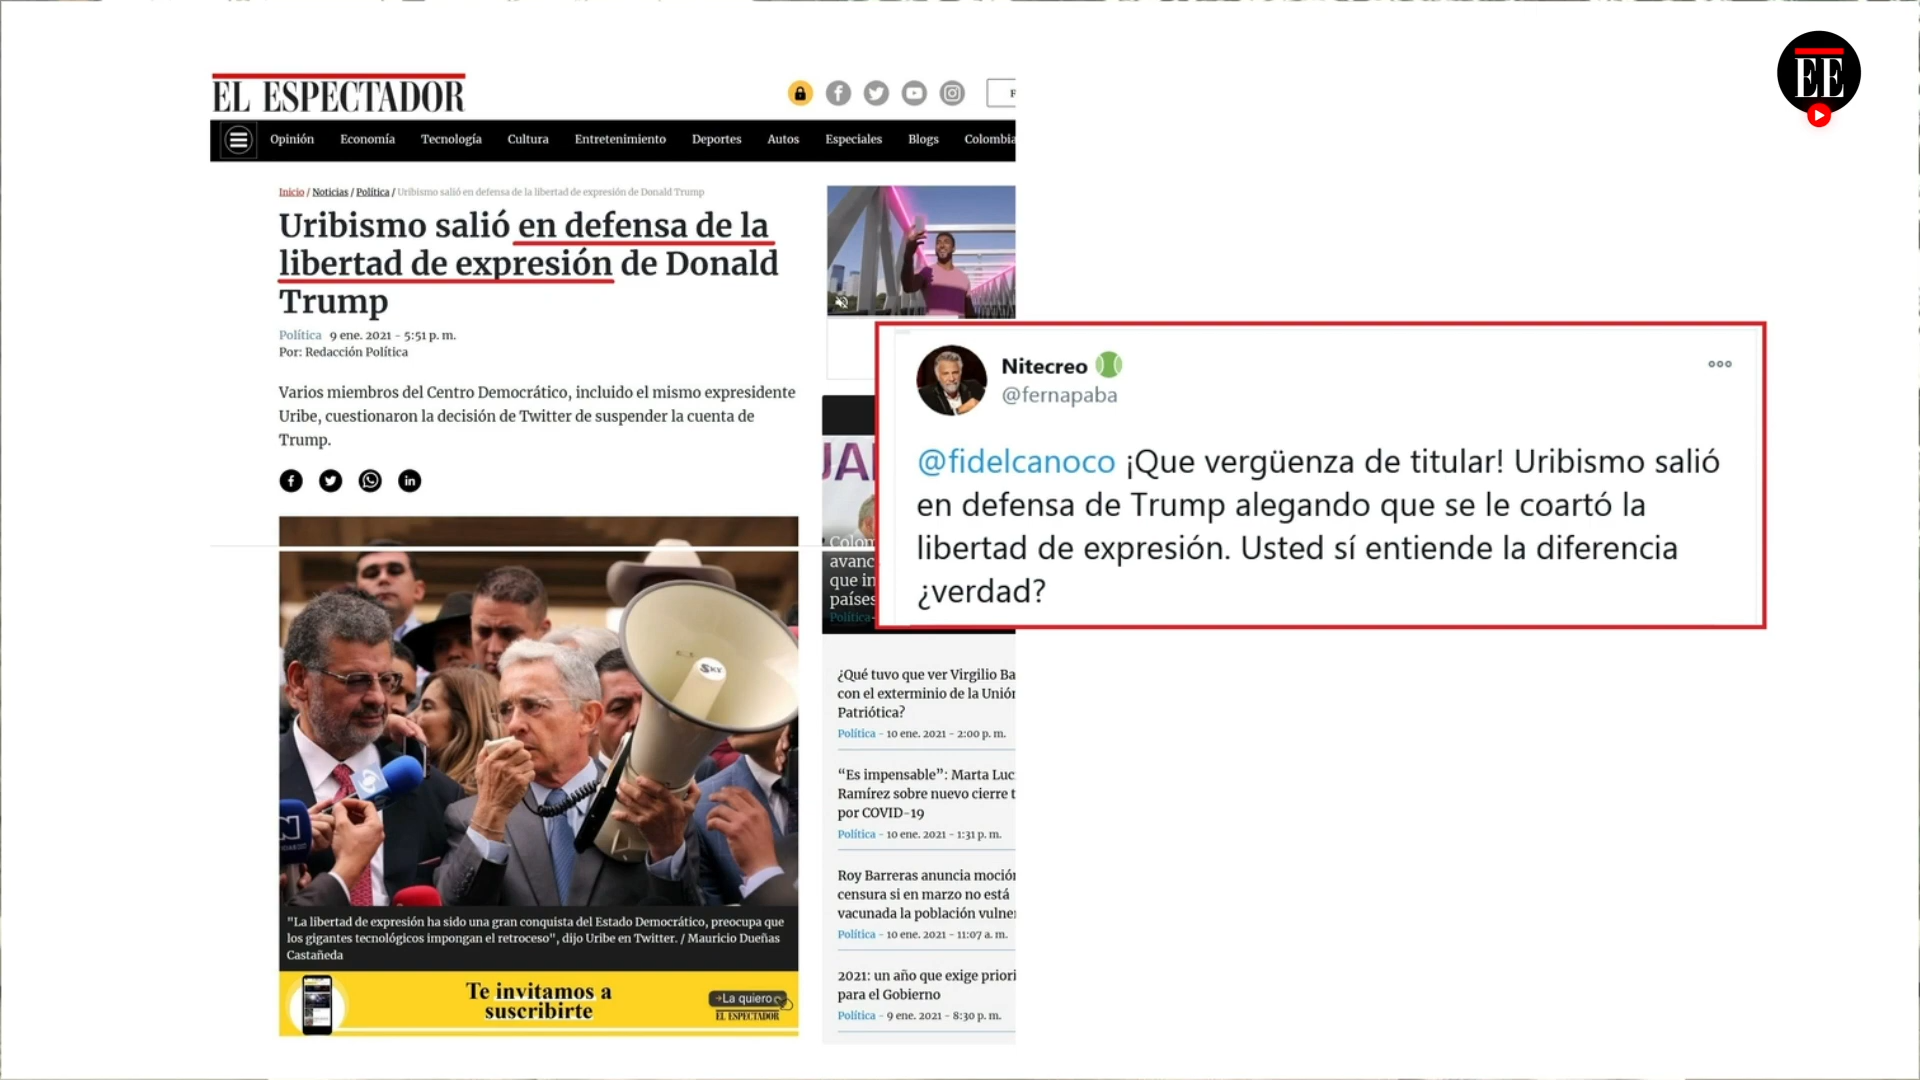 EE
EL ESPECTADOR
F
Opinión Economía Tecnología Cultura Entretenimiento Deportes Autos Especiales Blogs Colombia
Inicio / Noticias / Política / Uribismo salió en defensa de la libertad de expresión de Donald Trump
Uribismo salió en defensa de la
libertad de expresión de Donald
Trump
Política 9 ene. 2021 - 5:51 p. m.
Por: Redacción Política
Varios miembros del Centro Democrático, incluido el mismo expresidente
Uribe, cuestionaron la decisión de Twitter de suspender la cuenta de
Trump.
SKY
N
"La libertad de expresión ha sido una gran conquista del Estado Democrático, preocupa que
los gigantes tecnológicos impongan el retroceso", dijo Uribe en Twitter. / Mauricio Dueñas
Castañeda
Te invitamos a
suscribirte
La quiero
EL ESPECTADOR
Colom
avanc
que in
países
Política-
¿Qué tuvo que ver Virgilio Ba
con el exterminio de la Unión
Patriótica?
Política - 10 ene. 2021 - 2:00 p. m.
“Es impensable”: Marta Luc
Ramírez sobre nuevo cierre t
por COVID-19
Política - 10 ene. 2021 - 1:31 p. m.
Roy Barreras anuncia moción
censura si en marzo no está
vacunada la población vulne
Política - 10 ene. 2021 - 11:07 a. m.
2021: un año que exige priori
para el Gobierno
Política - 9 ene. 2021 - 8:30 p. m.
Nitecreo
@fernapaba
@fidelcanoco ¡Que vergüenza de titular! Uribismo salió
en defensa de Trump alegando que se le coartó la
libertad de expresión. Usted sí entiende la diferencia
¿verdad?